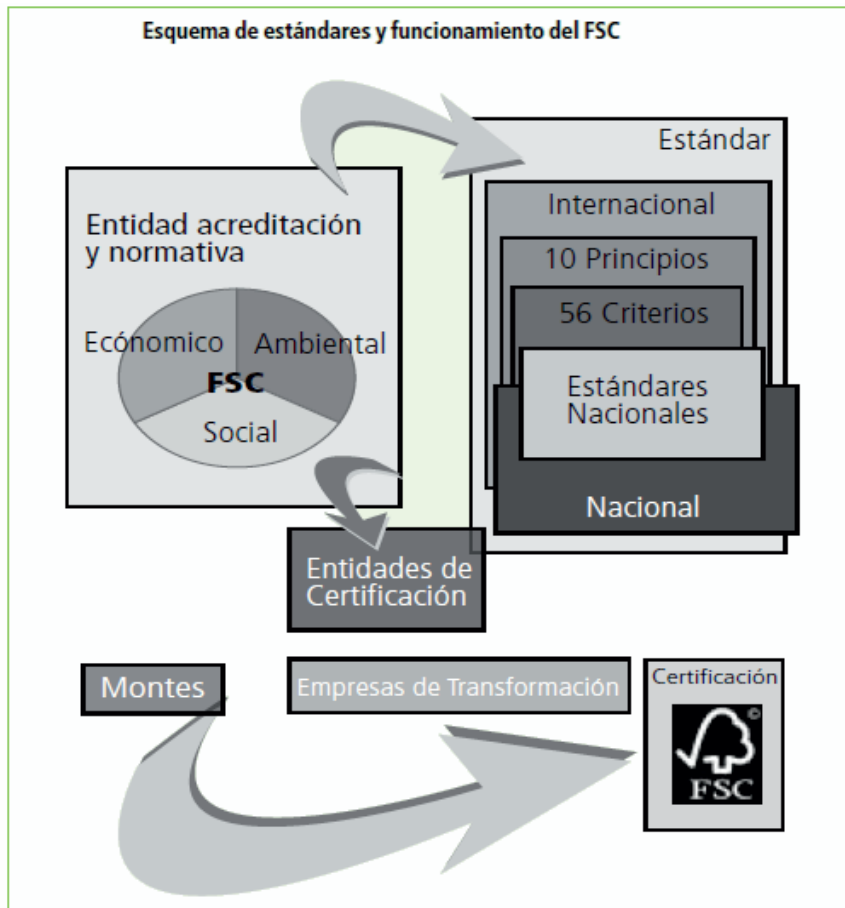 Esquema de estándares y funcionamiento del FSC
Estándar
Internacional
10 Principios
56 Criterios
Estándares
Nacionales
Nacional
Entidad acreditación
y normativa
Ecónomico
Ambiental
FSC
Social
Entidades de
Certificación
Montes
Empresas de Transformación
Certificación
©
FSC